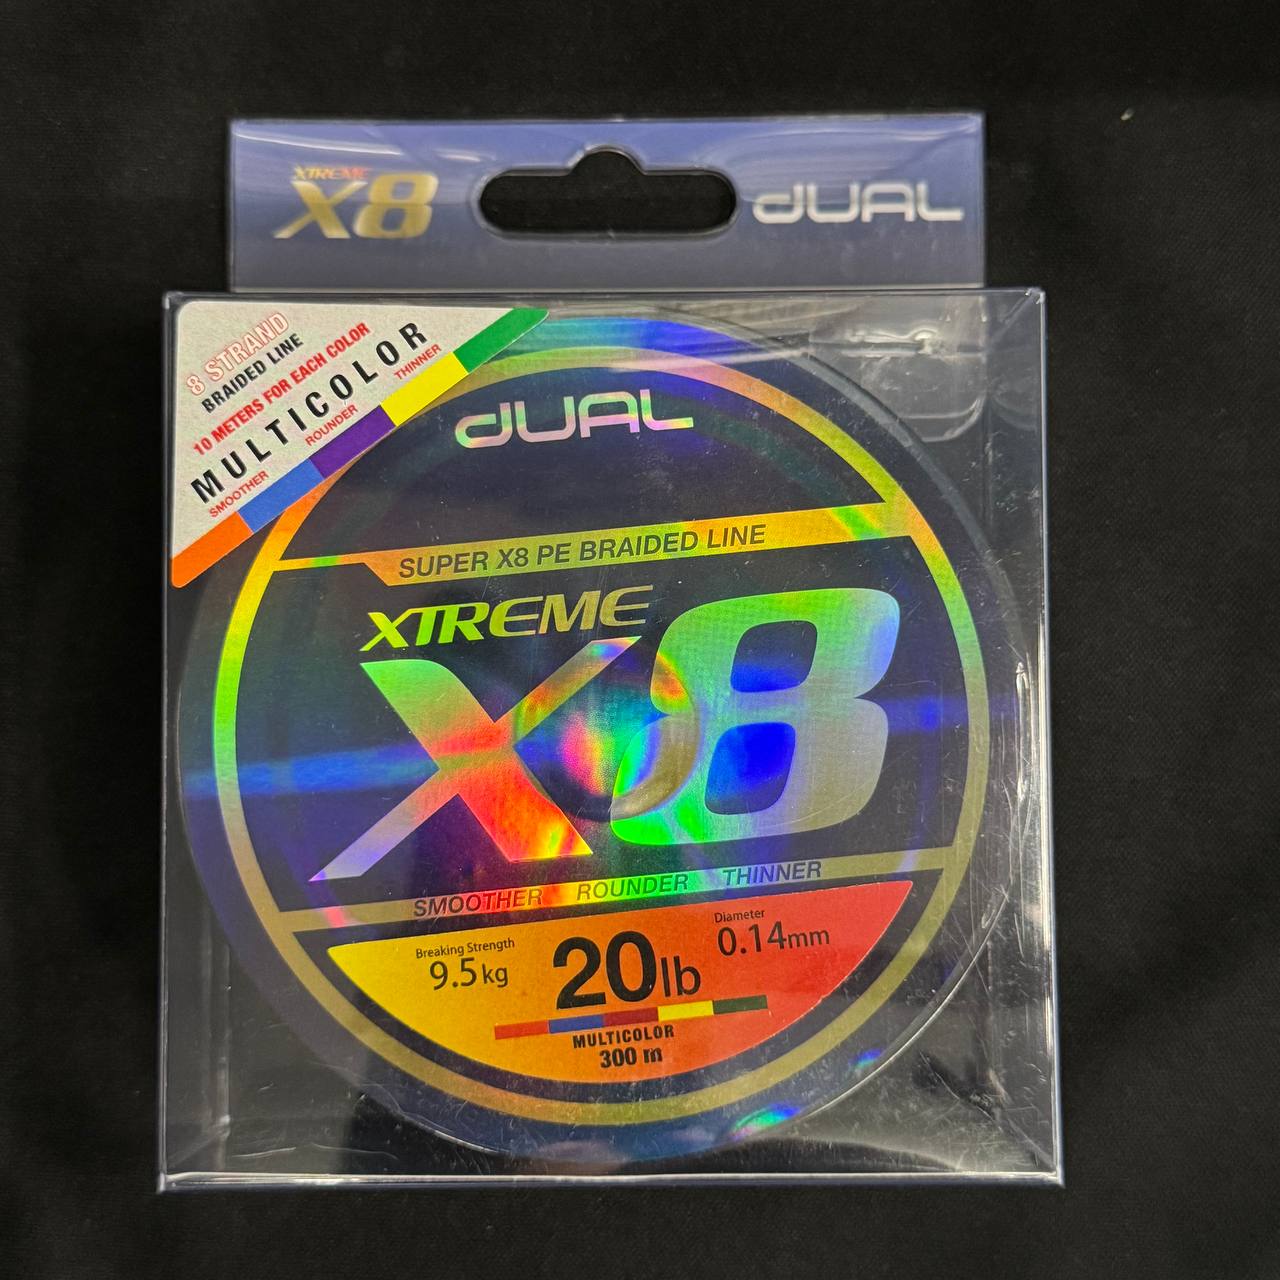 XTREME
X8
dUAL
8 STRAND
BRAIDED LINE
10 METERS FOR EACH COLOR
MULTICOLOR
SMOOTHER ROUNDER THINNER
dUAL
SUPER X8 PE BRAIDED LINE
XTREME
X8
SMOOTHER ROUNDER THINNER
Breaking Strength
9.5kg
20lb
Diameter
0.14mm
MULTICOLOR
300 m